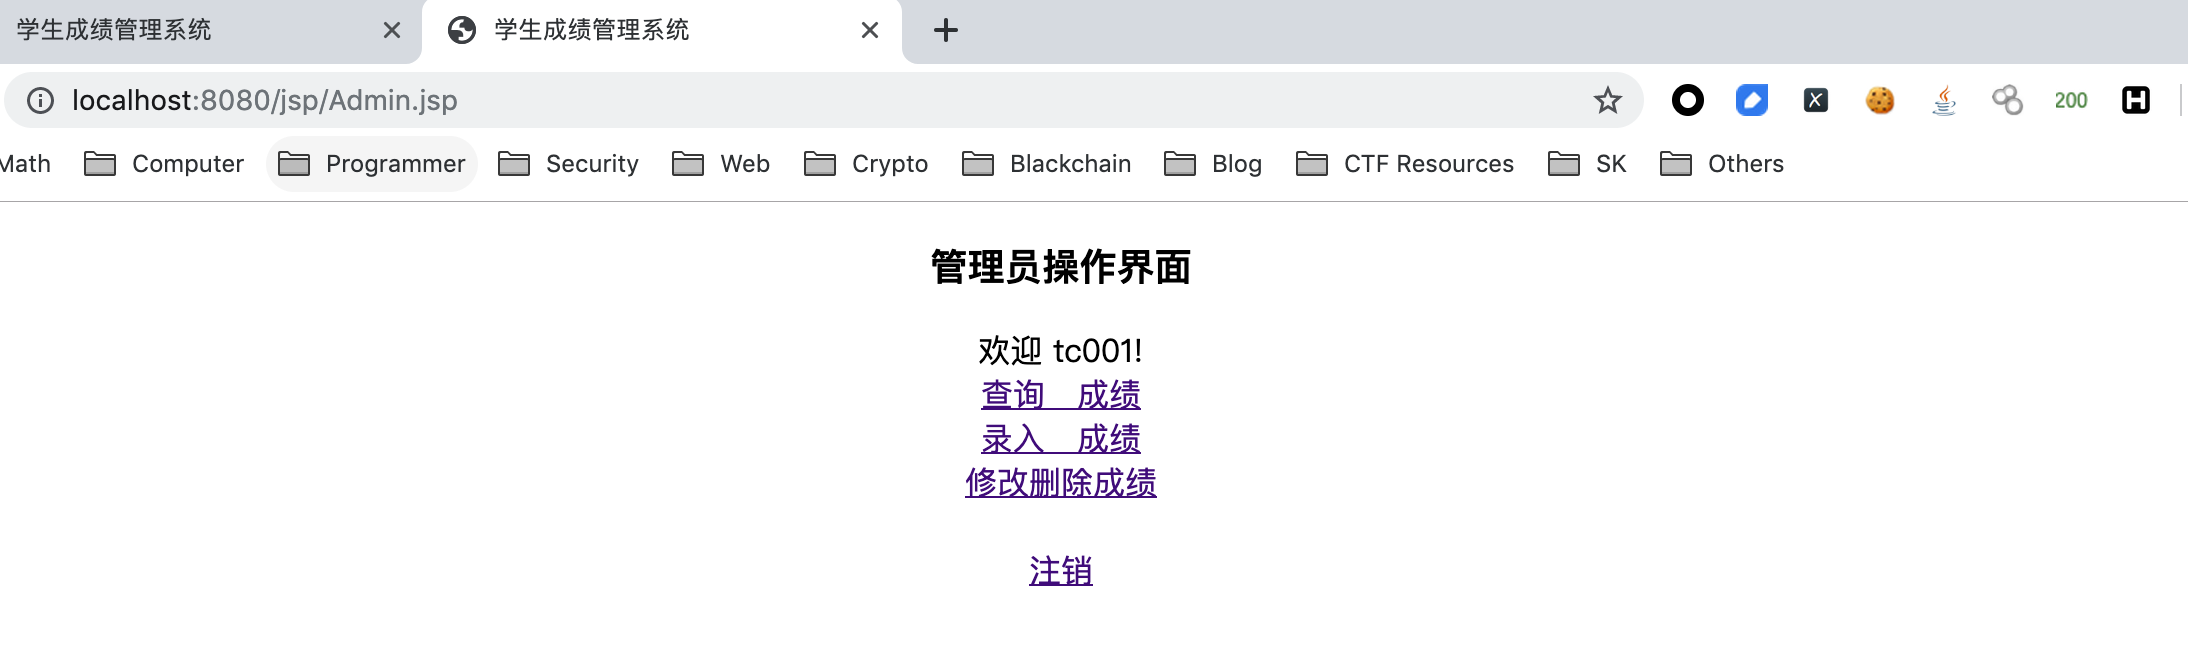 学生成绩管理系统
学生成绩管理系统
localhost:8080/jsp/Admin.jsp
200
Math Computer Programmer Security Web Crypto Blackchain Blog CTF Resources SK Others
管理员操作界面
欢迎 tc001!
查询 成绩
录入 成绩
修改删除成绩
注销